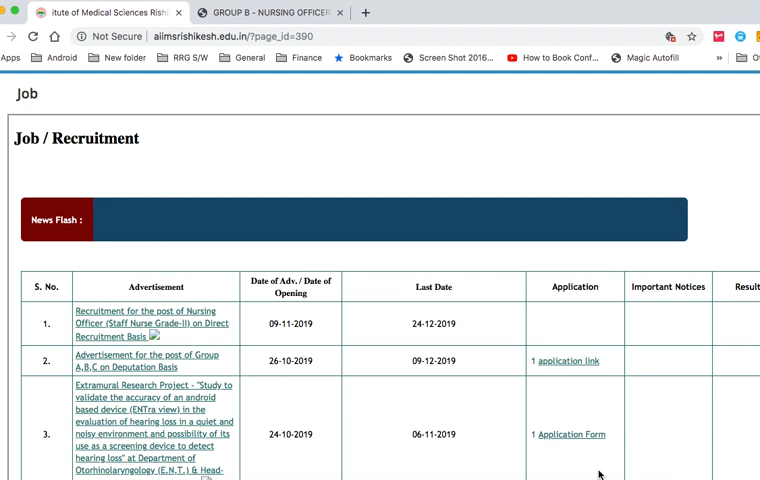 itute of Medical Sciences Rishi
GROUP B - NURSING OFFICER
Not Secure
aiimsrishikesh.edu.in/?page_id=390
Apps
Android
New folder
RRG S/W
General
Finance
Bookmarks
Screen Shot 2016...
How to Book Conf...
Magic Autofill
»
Job
Job / Recruitment
News Flash :
S. No.
Advertisement
Date of Adv. / Date of
Opening
Last Date
Application
Important Notices
Result
1.
Recruitment for the post of Nursing
Officer (Staff Nurse Grade-II) on Direct
Recruitment Basis
09-11-2019
24-12-2019
2.
Advertisement for the post of Group
A,B,C on Deputation Basis
26-10-2019
09-12-2019
1 application link
3.
Extramural Research Project - "Study to
validate the accuracy of an android
based device (ENTra view) in the
evaluation of hearing loss in a quiet and
noisy environment and possibility of its
use as a screening device to detect
hearing loss" at Department of
Otorhinolaryngology (E.N.T.) & Head-
24-10-2019
06-11-2019
1 Application Form